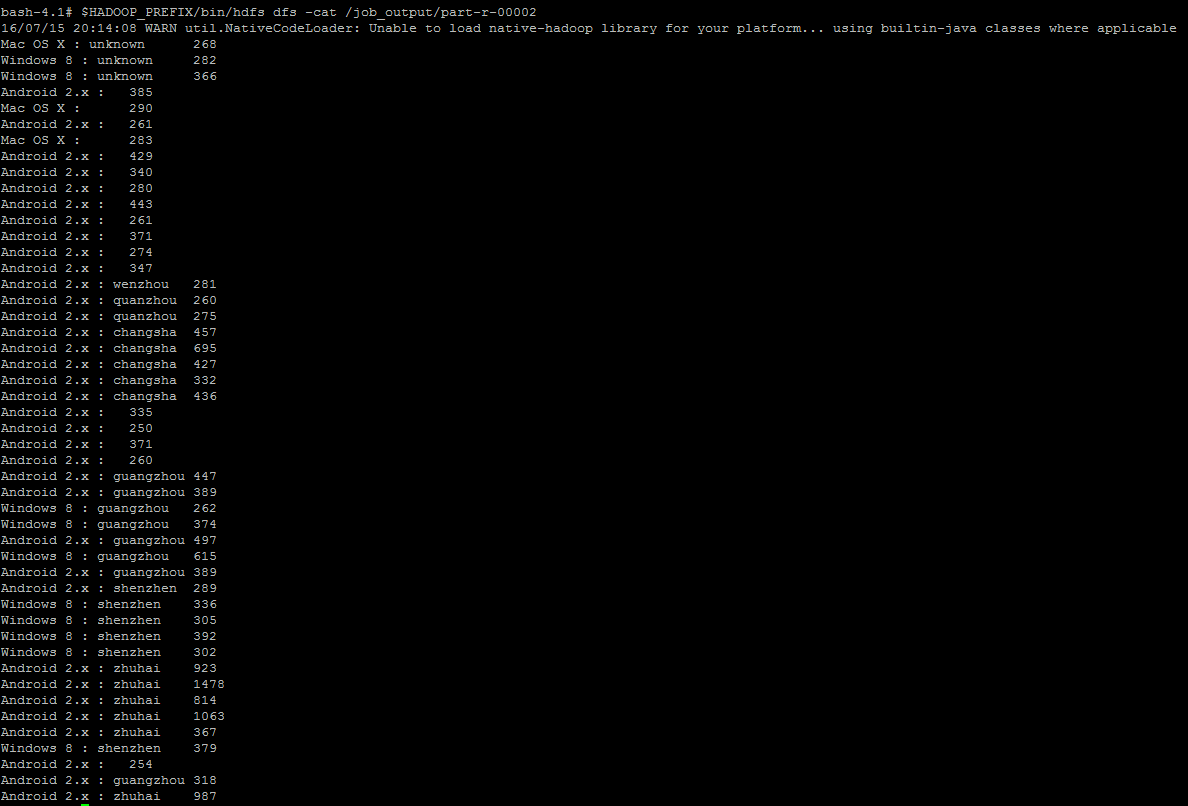 bash-4.1# $HADOOP_PREFIX/bin/hdfs dfs -cat /job_output/part-r-00002
16/07/15 20:14:08 WARN util.NativeCodeLoader: Unable to load native-hadoop library for your platform... using builtin-java classes where applicable
Mac OS X : unknown      268
Windows 8 : unknown     282
Windows 8 : unknown     366
Android 2.x :   385
Mac OS X :      290
Android 2.x :   261
Mac OS X :      283
Android 2.x :   429
Android 2.x :   340
Android 2.x :   280
Android 2.x :   443
Android 2.x :   261
Android 2.x :   371
Android 2.x :   274
Android 2.x :   347
Android 2.x : wenzhou   281
Android 2.x : quanzhou  260
Android 2.x : quanzhou  275
Android 2.x : changsha  457
Android 2.x : changsha  695
Android 2.x : changsha  427
Android 2.x : changsha  332
Android 2.x : changsha  436
Android 2.x :   335
Android 2.x :   250
Android 2.x :   371
Android 2.x :   260
Android 2.x : guangzhou 447
Android 2.x : guangzhou 389
Windows 8 : guangzhou   262
Windows 8 : guangzhou   374
Android 2.x : guangzhou 497
Windows 8 : guangzhou   615
Android 2.x : guangzhou 389
Android 2.x : shenzhen  289
Windows 8 : shenzhen    336
Windows 8 : shenzhen    305
Windows 8 : shenzhen    392
Windows 8 : shenzhen    302
Android 2.x : zhuhai    923
Android 2.x : zhuhai    1478
Android 2.x : zhuhai    814
Android 2.x : zhuhai    1063
Android 2.x : zhuhai    367
Windows 8 : shenzhen    379
Android 2.x :   254
Android 2.x : guangzhou 318
Android 2.x : zhuhai    987